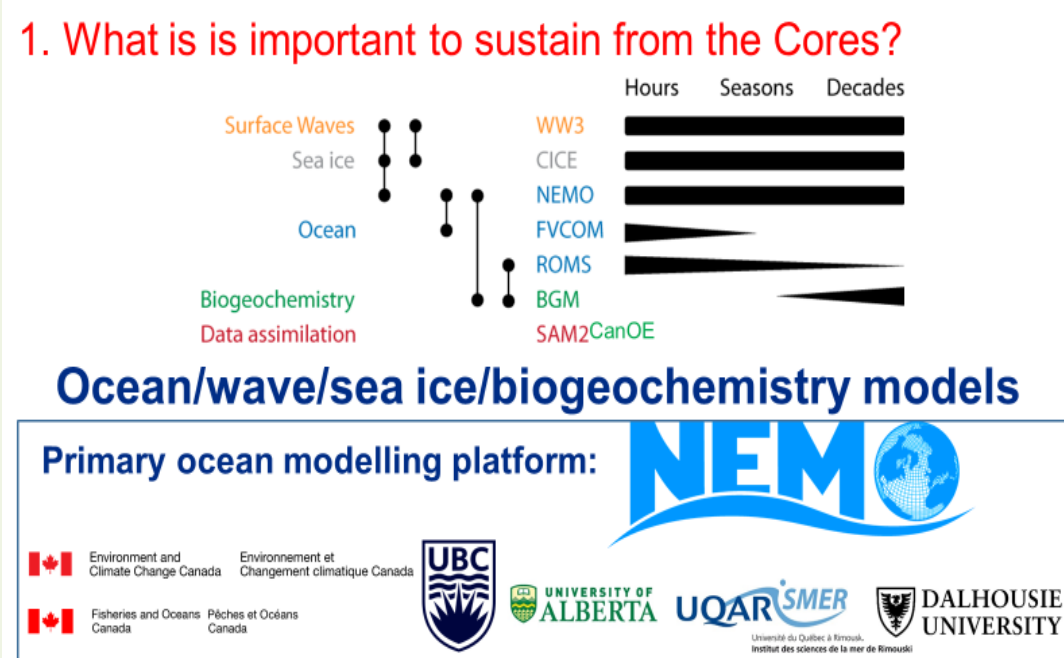 1. What is is important to sustain from the Cores?
Hours Seasons Decades
Surface Waves WW3
Sea ice CICE
NEMO
Ocean FVCOM
ROMS
Biogeochemistry BGM
Data assimilation SAM2 CanOE
Ocean/wave/sea ice/biogeochemistry models
Primary ocean modelling platform: NEMO
Environment and Environnement et
Climate Change Canada Changement climatique Canada
UBC
Fisheries and Oceans Pêches et Océans
Canada Canada
UNIVERSITY OF
ALBERTA
UQAR ISMER
Université du Québec à Rimouski.
Institut des sciences de la mer de Rimouski
DALHOUSIE
UNIVERSITY